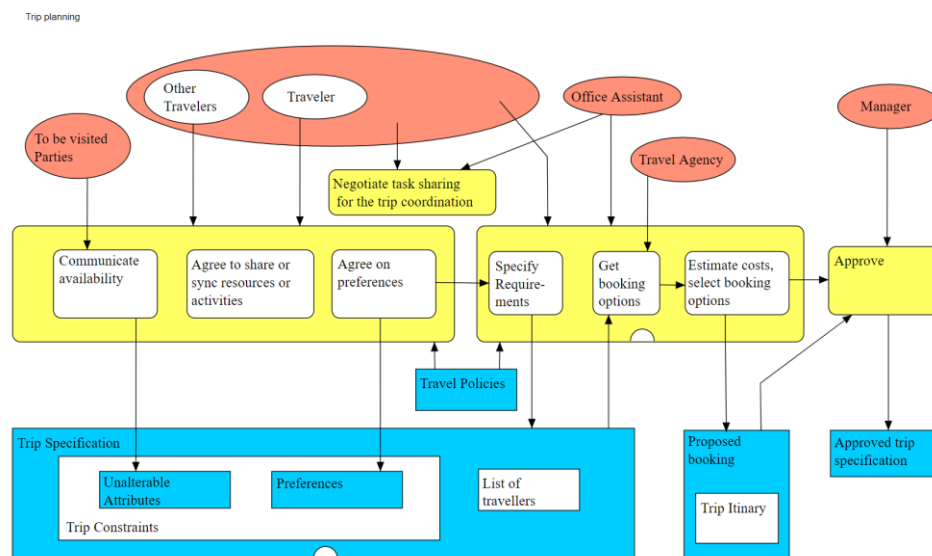 Trip planning
Other
Travelers
Traveler
Office Assistant
Manager
To be visited
Parties
Travel Agency
Negotiate task sharing
for the trip coordination
Communicate
availability
Agree to share or
sync resources or
activities
Agree on
preferences
Specify
Require-
ments
Get
booking
options
Estimate costs,
select booking
options
Approve
Travel Policies
Trip Specification
Unalterable
Attributes
Preferences
Trip Constraints
List of
travellers
Proposed
booking
Trip Itinary
Approved trip
specification